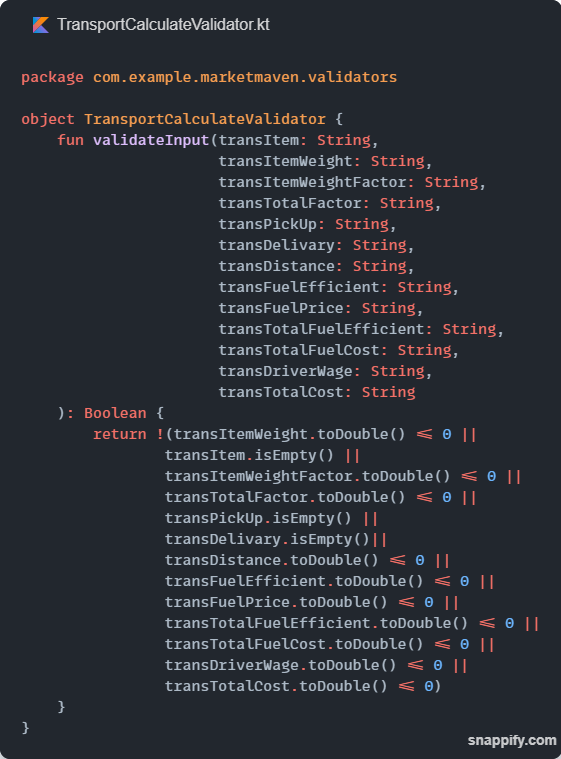 TransportCalculateValidator.kt
package com.example.marketmaven.validators
object TransportCalculateValidator {
    fun validateInput(transItem: String,
                      transItemWeight: String,
                      transItemWeightFactor: String,
                      transTotalFactor: String,
                      transPickUp: String,
                      transDelivary: String,
                      transDistance: String,
                      transFuelEfficient: String,
                      transFuelPrice: String,
                      transTotalFuelEfficient: String,
                      transTotalFuelCost: String,
                      transDriverWage: String,
                      transTotalCost: String
    ): Boolean {
        return !(transItemWeight.toDouble() <= 0 ||
                transItem.isEmpty() ||
                transItemWeightFactor.toDouble() <= 0 ||
                transTotalFactor.toDouble() <= 0 ||
                transPickUp.isEmpty() ||
                transDelivary.isEmpty()||
                transDistance.toDouble() <= 0 ||
                transFuelEfficient.toDouble() <= 0 ||
                transFuelPrice.toDouble() <= 0 ||
                transTotalFuelEfficient.toDouble() <= 0 ||
                transTotalFuelCost.toDouble() <= 0 ||
                transDriverWage.toDouble() <= 0 ||
                transTotalCost.toDouble() <= 0)
    }
}
snappify.com